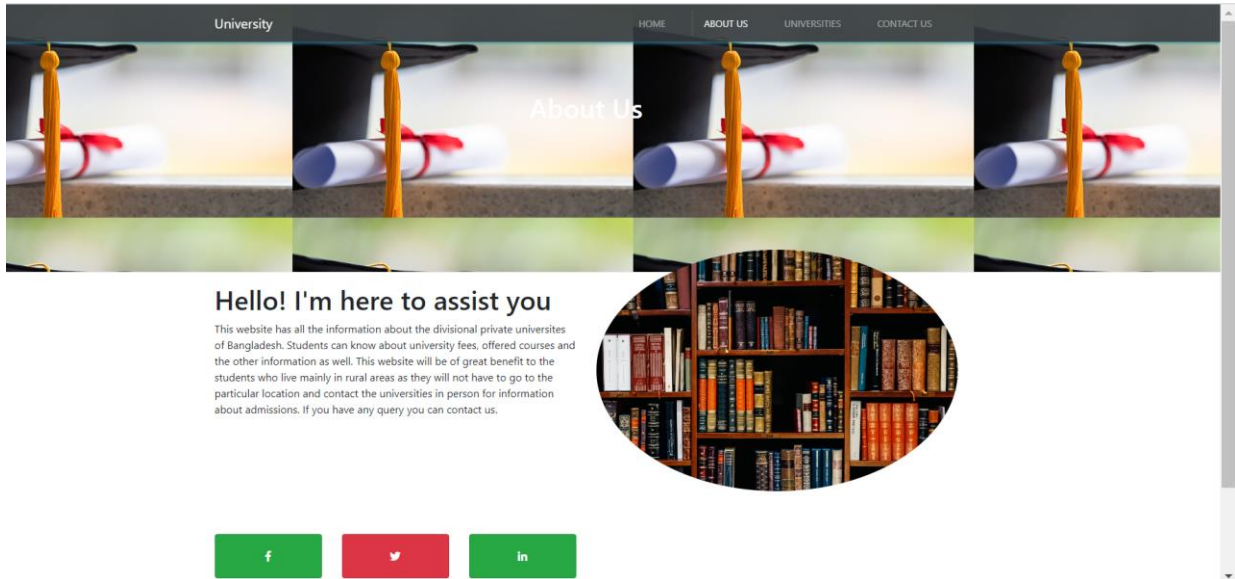 University
HOME
ABOUT US
UNIVERSITIES
CONTACT US
About Us
Hello! I'm here to assist you
This website has all the information about the divisional private universites
of Bangladesh. Students can know about university fees, offered courses and
the other information as well. This website will be of great benefit to the
students who live mainly in rural areas as they will not have to go to the
particular location and contact the universities in person for information
about admissions. If you have any query you can contact us.
f
in